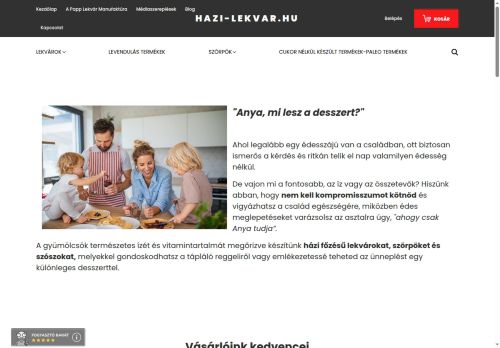 Kezdőlap A Papp Lekvár Manufaktúra Médiaszereplések Blog
HAZI-LEKVAR.HU
Belépés
KOSÁR
Kapcsolat
LEKVÁROK LEVENDULÁS TERMÉKEK SZÖRPÖK CUKOR NÉLKÜL KÉSZÜLT TERMÉKEK-PALEO TERMÉKEK
"Anya, mi lesz a desszert?"
Ahol legalább egy édesszájú van a családban, ott biztosan
ismerős a kérdés és ritkán telik el nap valamilyen édesség
nélkül.
De vajon mi a fontosabb, az íz vagy az összetevők? Hiszünk
abban, hogy nem kell kompromisszumot kötnöd és
vigyázhatsz a család egészségére, miközben édes
meglepetéseket varázsolsz az asztalra úgy, "ahogy csak
Anya tudja".
A gyümölcsök természetes ízét és vitamintartalmát megőrizve készítünk házi főzésű lekvárokat, szörpöket és
szószokat, melyekkel gondoskodhatsz a tápláló reggeliről vagy emlékezetessé teheted az ünneplést egy
különleges desszerttel.
FOGYASZTÓ BARÁT
Vásárlóink kedvencei